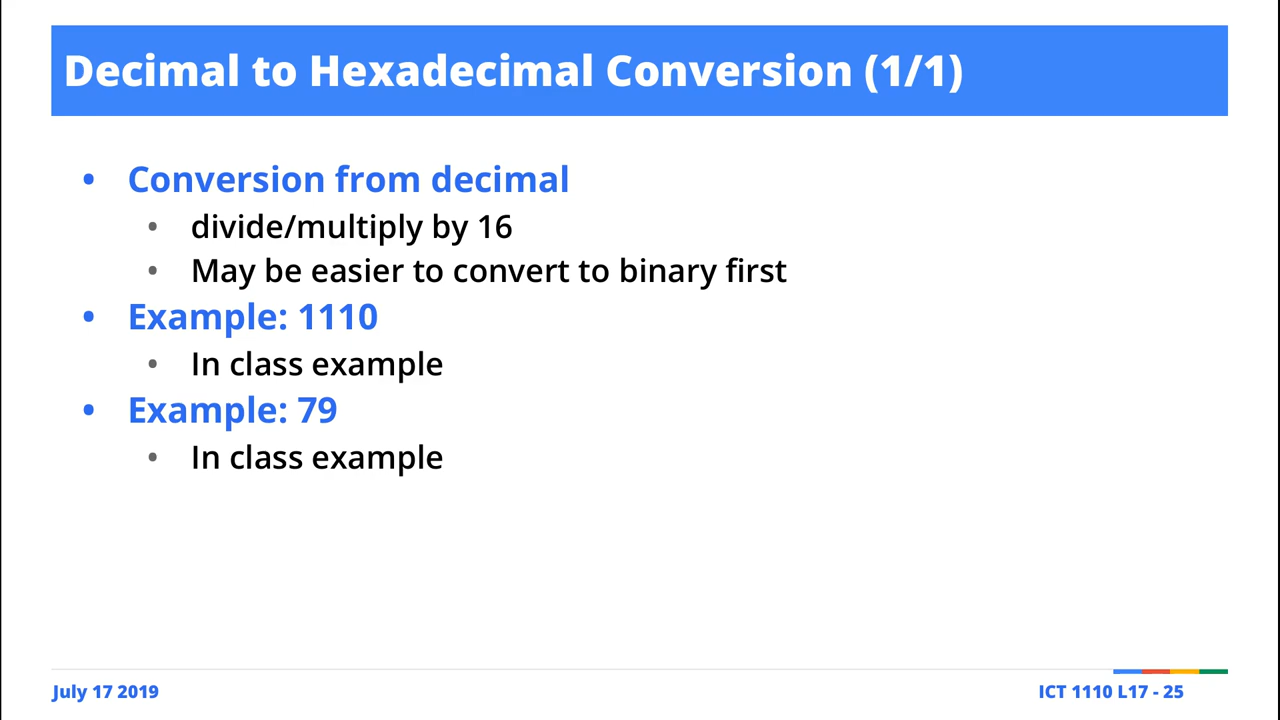 Decimal to Hexadecimal Conversion (1/1)
• Conversion from decimal
• divide/multiply by 16
• May be easier to convert to binary first
• Example: 1110
• In class example
• Example: 79
• In class example
July 17 2019
ICT 1110 L17 - 25